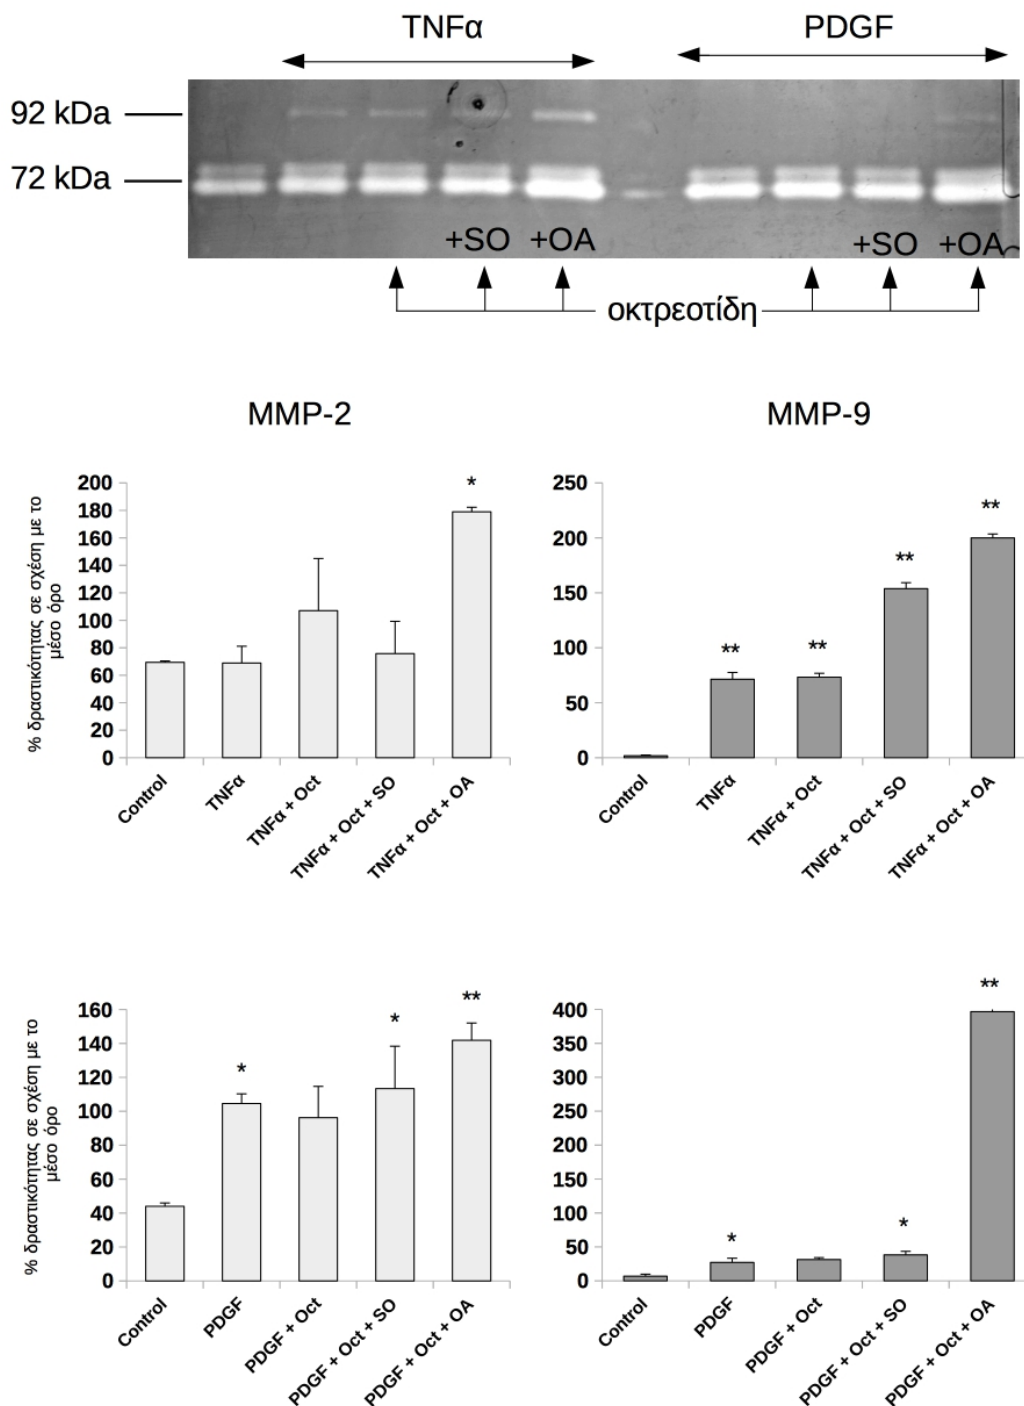 TNFα PDGF
92 kDa
72 kDa
+SO +OA +SO +OA
οκτρεοτίδη
MMP-2 MMP-9
% δραστικότητας σε σχέση με το
μέσο όρο
200
180
160
140
120
100
80
60
40
20
0
*
Control
TNFα
TNFα + Oct
TNFα + Oct + SO
TNFα + Oct + OA
250
200
150
100
50
0
**
**
**
**
Control
TNFα
TNFα + Oct
TNFα + Oct + SO
TNFα + Oct + OA
% δραστικότητας σε σχέση με το
μέσο όρο
160
140
120
100
80
60
40
20
0
*
*
**
Control
PDGF
PDGF + Oct
PDGF + Oct + SO
PDGF + Oct + OA
400
350
300
250
200
150
100
50
0
*
*
**
Control
PDGF
PDGF + Oct
PDGF + Oct + SO
PDGF + Oct + OA